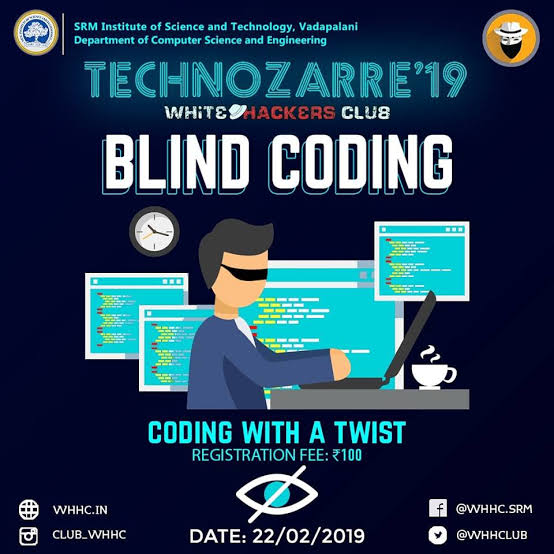 SRM Institute of Science and Technology, Vadapalani
Department of Computer Science and Engineering
TECHNOZARRE'19
WHITE HACKERS CLUB
BLIND CODING
CODING WITH A TWIST
REGISTRATION FEE: ₹100
WHHC.IN
@WHHC.SRM
CLUB_WHHC
DATE: 22/02/2019
@WHHCLUB